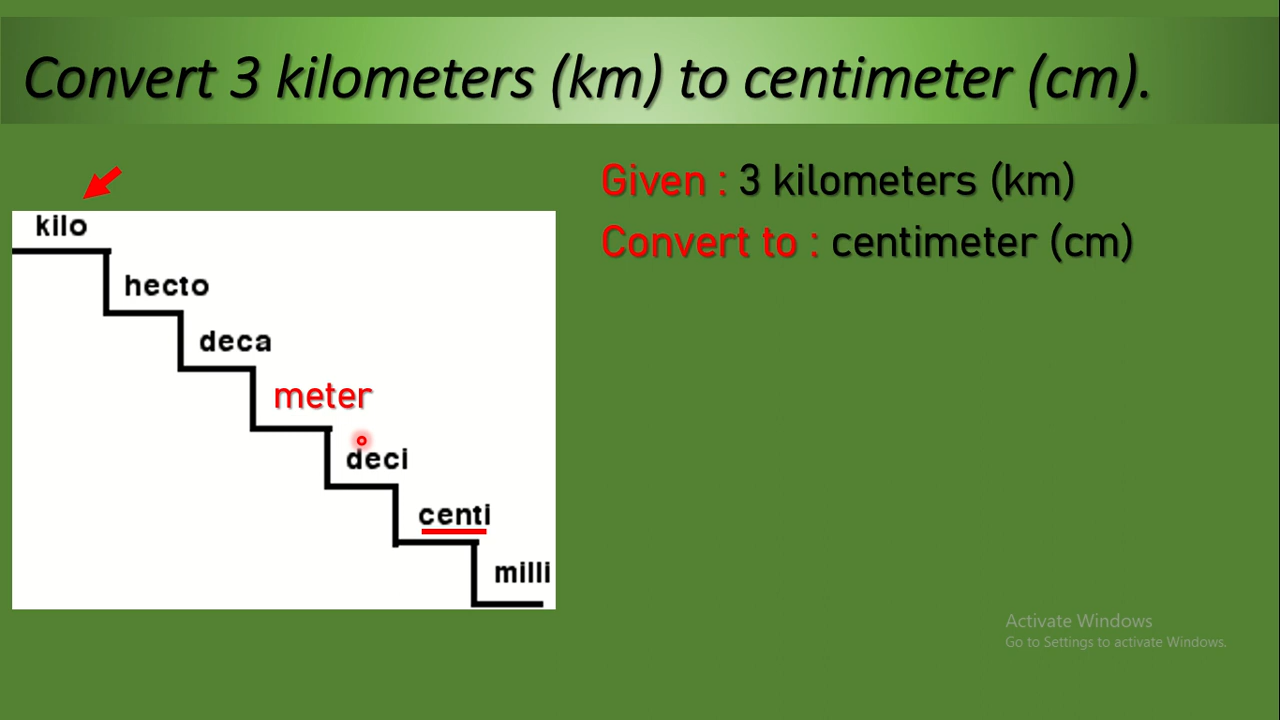 Convert 3 kilometers (km) to centimeter (cm).
Given : 3 kilometers (km)
Convert to : centimeter (cm)
kilo
hecto
deca
meter
deci
centi
milli
Activate Windows
Go to Settings to activate Windows.